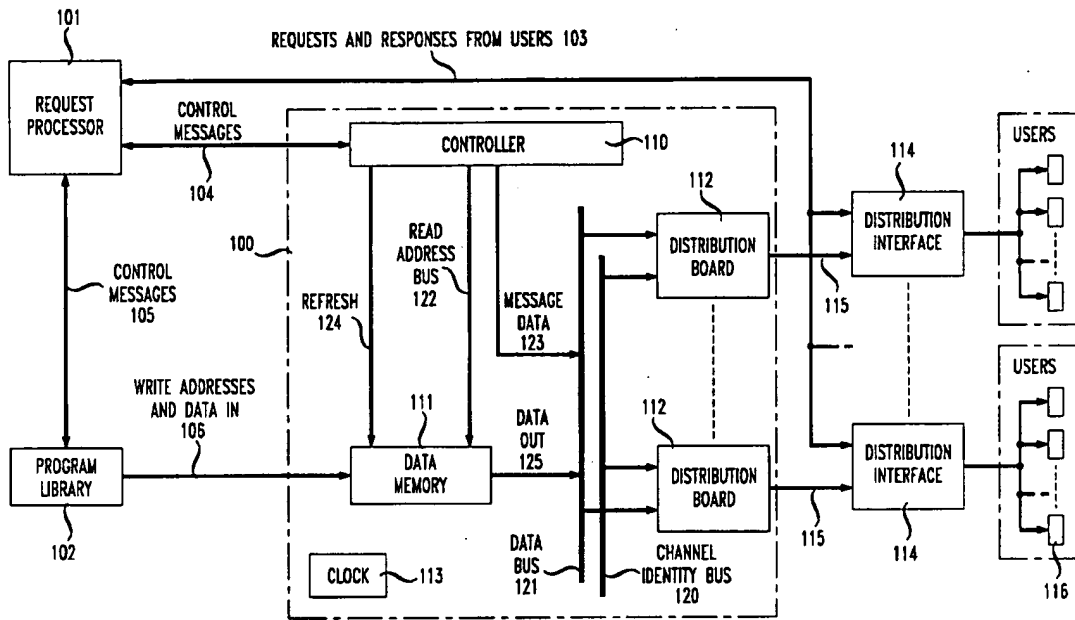 101
REQUESTS AND RESPONSES FROM USERS 103
REQUEST
PROCESSOR
CONTROL
MESSAGES
104
CONTROLLER
110
USERS
114
DISTRIBUTION
INTERFACE
112
DISTRIBUTION
BOARD
115
100
READ
ADDRESS
BUS
122
REFRESH
124
MESSAGE
DATA
123
CONTROL
MESSAGES
105
USERS
WRITE ADDRESSES
AND DATA IN
106
111
DATA
MEMORY
DATA
OUT
125
112
DISTRIBUTION
BOARD
DISTRIBUTION
INTERFACE
PROGRAM
LIBRARY
102
115
114
116
CLOCK
113
DATA
BUS
121
CHANNEL
IDENTITY BUS
120